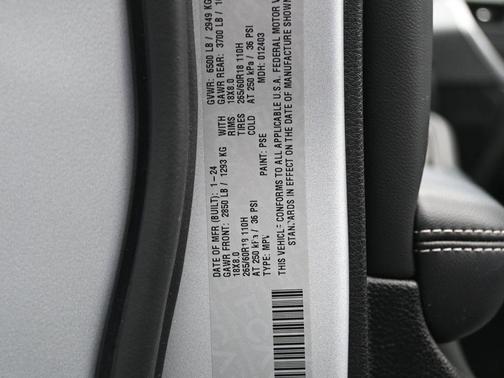 DATE OF MFR (BUILT): 1-24
GVWR: 6500 LB / 2949 KG
GAWR FRONT: 2850 LB / 1293 KG WITH
GAWR REAR: 3700 LB /
18X8.0 RIMS
18X8.0
265/60R18 110H TIRES
265/60R18 110H
AT 250 kPa / 36 PSI COLD
AT 250 kPa / 36 PSI
TYPE: MPV PAINT: PSE MDH: 012403
THIS VEHICLE CONFORMS TO ALL APPLICABLE U.S.A. FEDERAL MOTOR
STANDARDS IN EFFECT ON THE DATE OF MANUFACTURE SHOWN